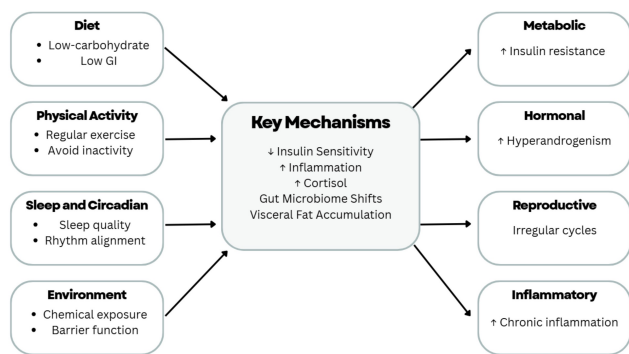 Diet
• Low-carbohydrate
• Low GI
Physical Activity
• Regular exercise
• Avoid inactivity
Sleep and Circadian
• Sleep quality
• Rhythm alignment
Environment
• Chemical exposure
• Barrier function
Key Mechanisms
↓ Insulin Sensitivity
↑ Inflammation
↑ Cortisol
Gut Microbiome Shifts
Visceral Fat Accumulation
Metabolic
↑ Insulin resistance
Hormonal
↑ Hyperandrogenism
Reproductive
Irregular cycles
Inflammatory
↑ Chronic inflammation